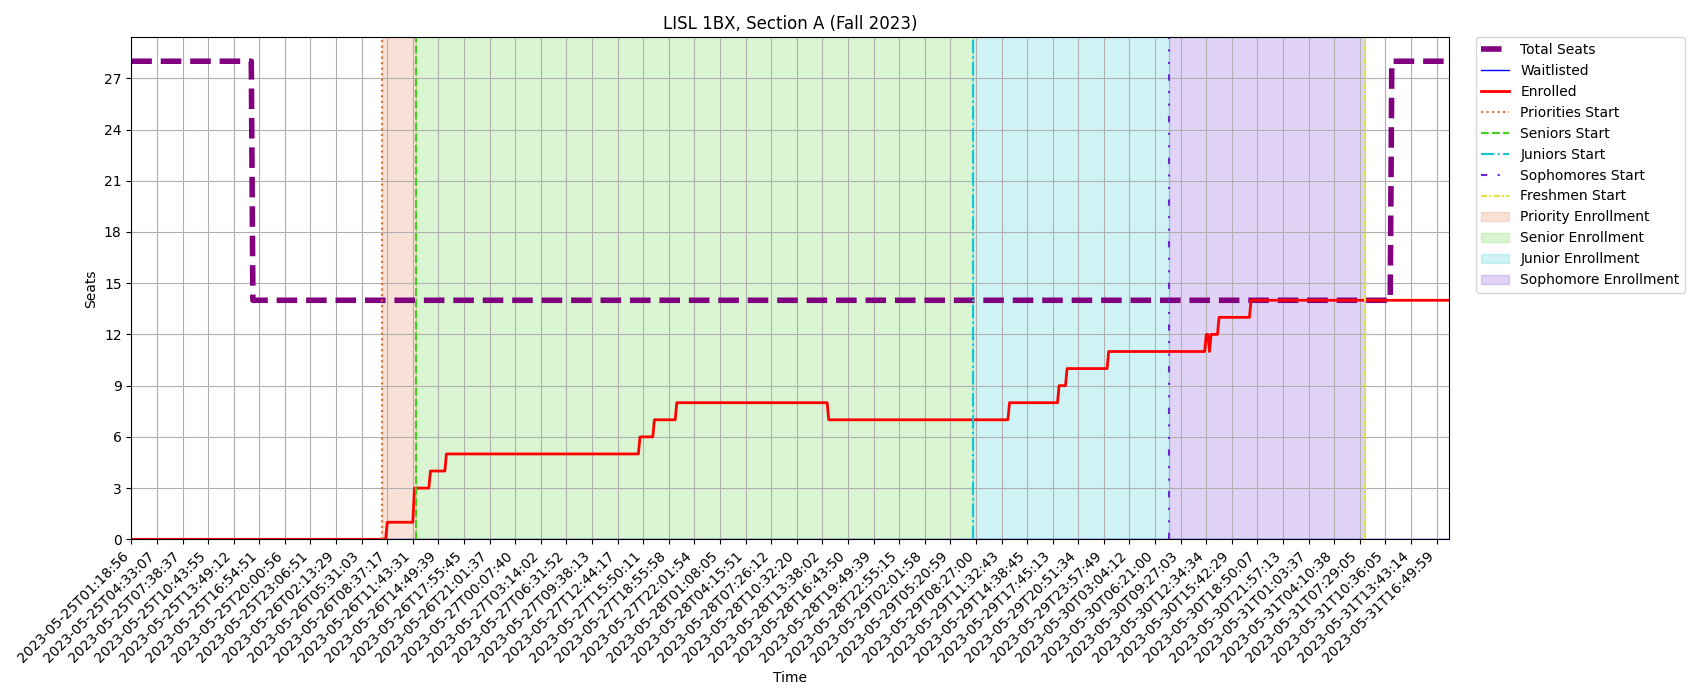 LISL 1BX, Section A (Fall 2023)
Total Seats
Waitlisted
Enrolled
Priorities Start
Seniors Start
Juniors Start
Sophomores Start
Freshmen Start
Priority Enrollment
Senior Enrollment
Junior Enrollment
Sophomore Enrollment
Seats
27
24
21
18
15
12
9
6
3
0
2023-05-25T01:18:56
2023-05-25T04:33:07
2023-05-25T07:38:37
2023-05-25T10:43:55
2023-05-25T13:49:12
2023-05-25T16:54:51
2023-05-25T20:00:56
2023-05-25T23:06:51
2023-05-26T02:13:29
2023-05-26T05:31:03
2023-05-26T08:37:17
2023-05-26T11:43:31
2023-05-26T14:49:39
2023-05-26T17:55:45
2023-05-26T21:01:37
2023-05-27T00:07:40
2023-05-27T03:14:02
2023-05-27T06:31:52
2023-05-27T09:38:13
2023-05-27T12:44:17
2023-05-27T15:50:11
2023-05-27T18:55:58
2023-05-27T22:01:54
2023-05-28T01:08:05
2023-05-28T04:15:51
2023-05-28T07:26:12
2023-05-28T10:32:20
2023-05-28T13:38:02
2023-05-28T16:43:50
2023-05-28T19:49:39
2023-05-28T22:55:15
2023-05-29T02:01:58
2023-05-29T05:20:59
2023-05-29T08:27:00
2023-05-29T11:32:43
2023-05-29T14:38:45
2023-05-29T17:45:13
2023-05-29T20:51:34
2023-05-29T23:57:49
2023-05-30T03:04:12
2023-05-30T06:21:00
2023-05-30T09:27:03
2023-05-30T12:34:34
2023-05-30T15:42:29
2023-05-30T18:50:07
2023-05-30T21:57:13
2023-05-31T01:03:37
2023-05-31T04:10:38
2023-05-31T07:29:05
2023-05-31T10:36:05
2023-05-31T13:43:14
2023-05-31T16:49:59
Time